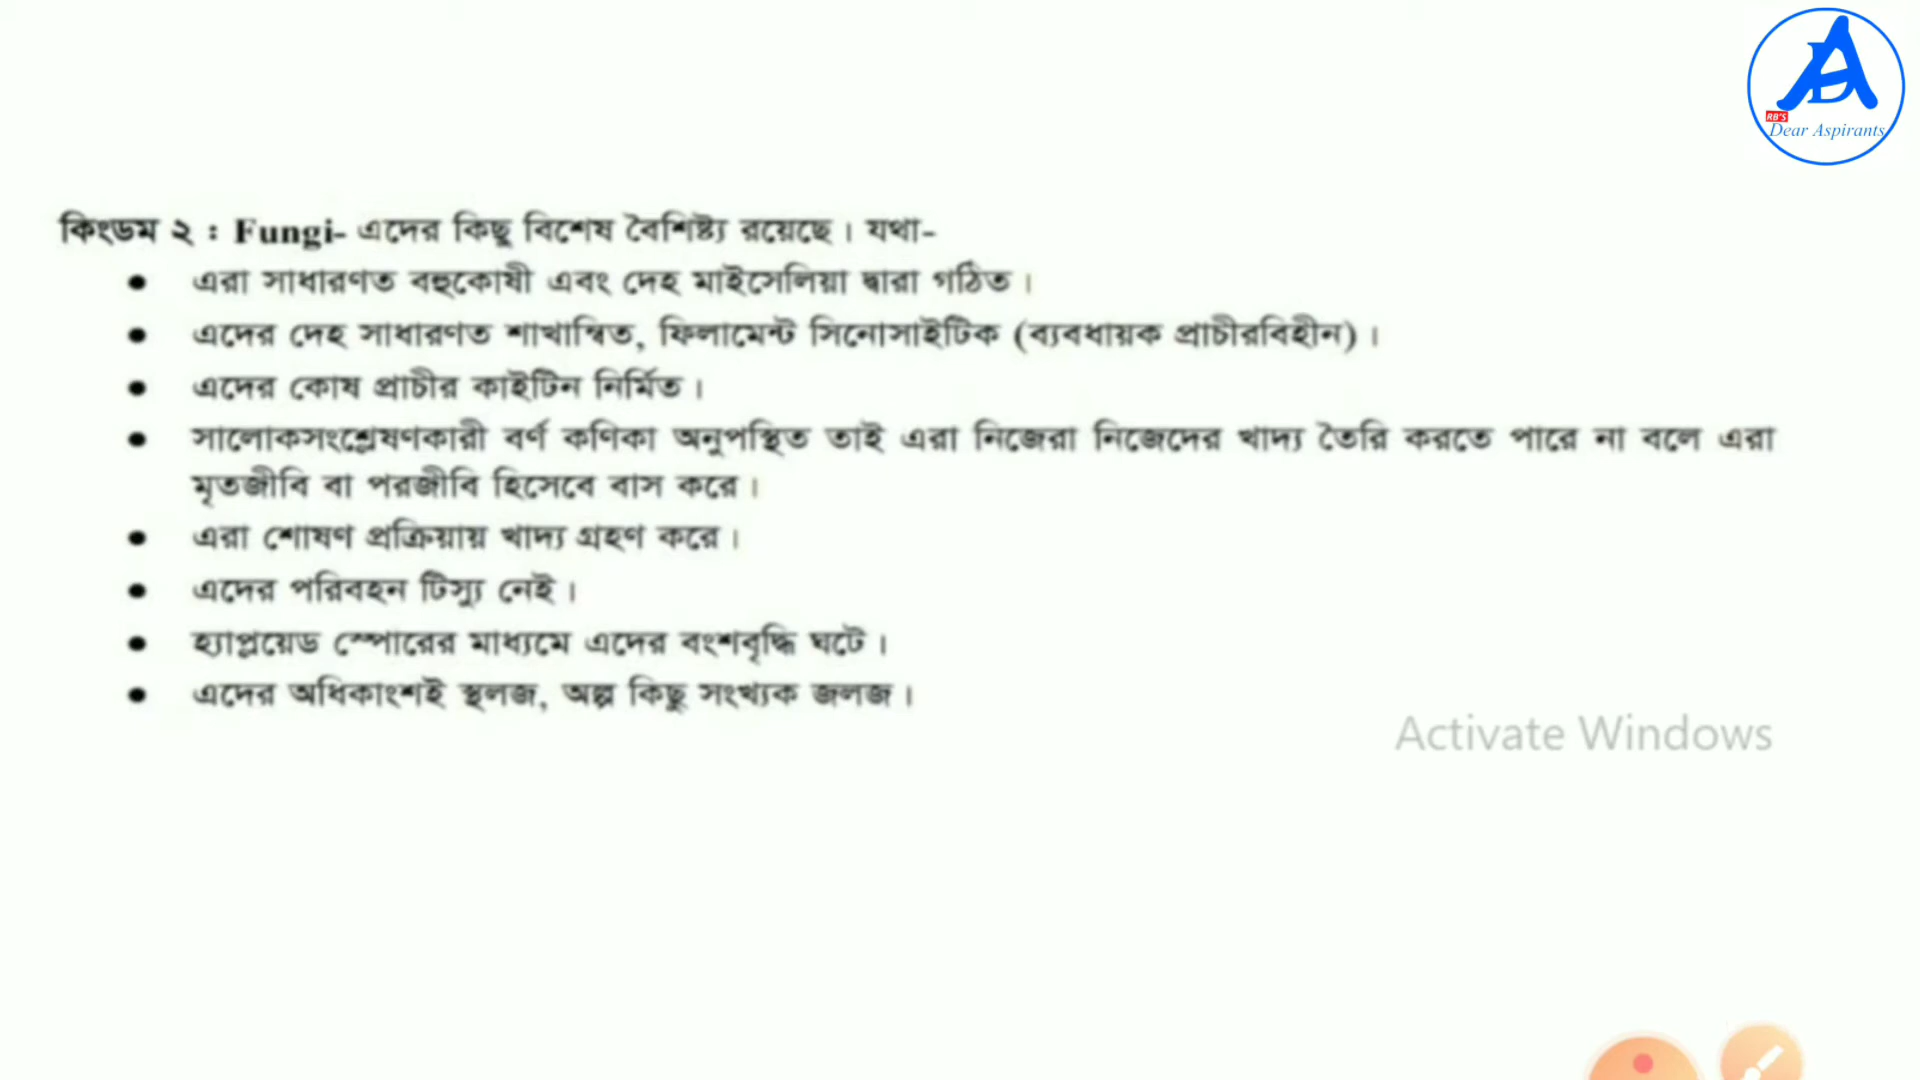 RB'S
Dear Aspirants
কিংডম ২ : Fungi- এদের কিছু বিশেষ বৈশিষ্ট্য রয়েছে। যথা-
● এরা সাধারণত বহুকোষী এবং দেহ মাইসেলিয়া দ্বারা গঠিত।
● এদের দেহ সাধারণত শাখান্বিত, ফিলামেন্ট সিনোসাইটিক (ব্যবধায়ক প্রাচীরবিহীন)।
● এদের কোষ প্রাচীর কাইটিন নির্মিত।
● সালোকসংশ্লেষণকারী বর্ণ কণিকা অনুপস্থিত তাই এরা নিজেরা নিজেদের খাদ্য তৈরি করতে পারে না বলে এরা
মৃতজীবি বা পরজীবি হিসেবে বাস করে।
● এরা শোষণ প্রক্রিয়ায় খাদ্য গ্রহণ করে।
● এদের পরিবহন টিস্যু নেই।
● হ্যাপ্লয়েড স্পোরের মাধ্যমে এদের বংশবৃদ্ধি ঘটে।
● এদের অধিকাংশই স্থলজ, অল্প কিছু সংখ্যক জলজ।
Activate Windows